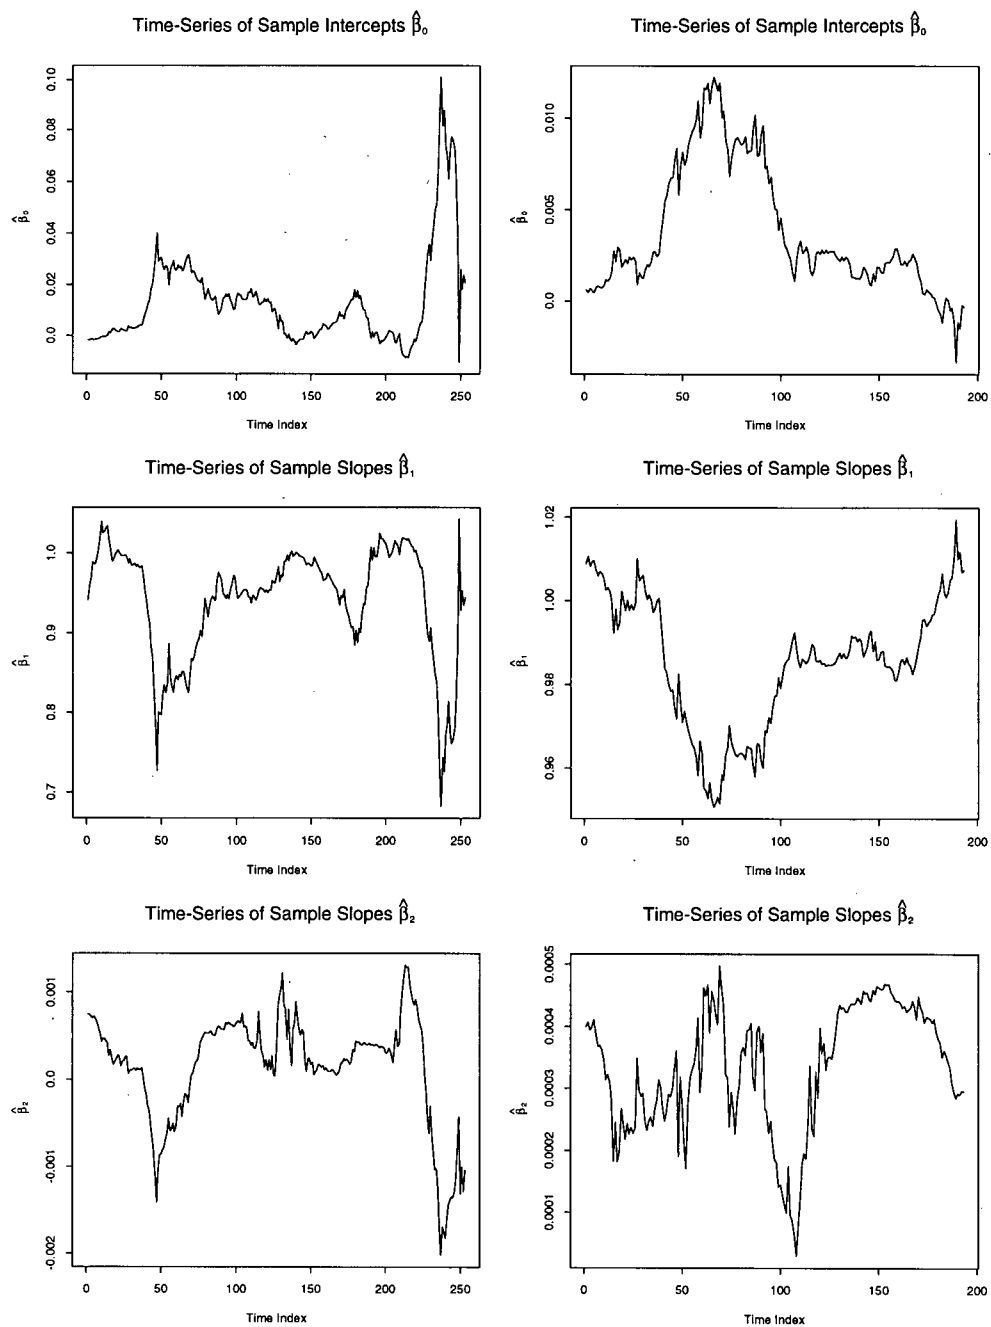 Time-Series of Sample Intercepts β̂₀
0.10
0.08
0.06
0.04
0.02
0.0
β̂₀
0 50 100 150 200 250
Time Index
Time-Series of Sample Intercepts β̂₀
0.010
0.005
0.0
β̂₀
0 50 100 150 200
Time Index
Time-Series of Sample Slopes β̂₁
1.0
0.9
0.8
0.7
β̂₁
0 50 100 150 200 250
Time Index
Time-Series of Sample Slopes β̂₁
1.02
1.00
0.98
0.96
β̂₁
0 50 100 150 200
Time Index
Time-Series of Sample Slopes β̂₂
0.001
0.0
-0.001
-0.002
β̂₂
0 50 100 150 200 250
Time Index
Time-Series of Sample Slopes β̂₂
0.0005
0.0004
0.0003
0.0002
0.0001
β̂₂
0 50 100 150 200
Time Index